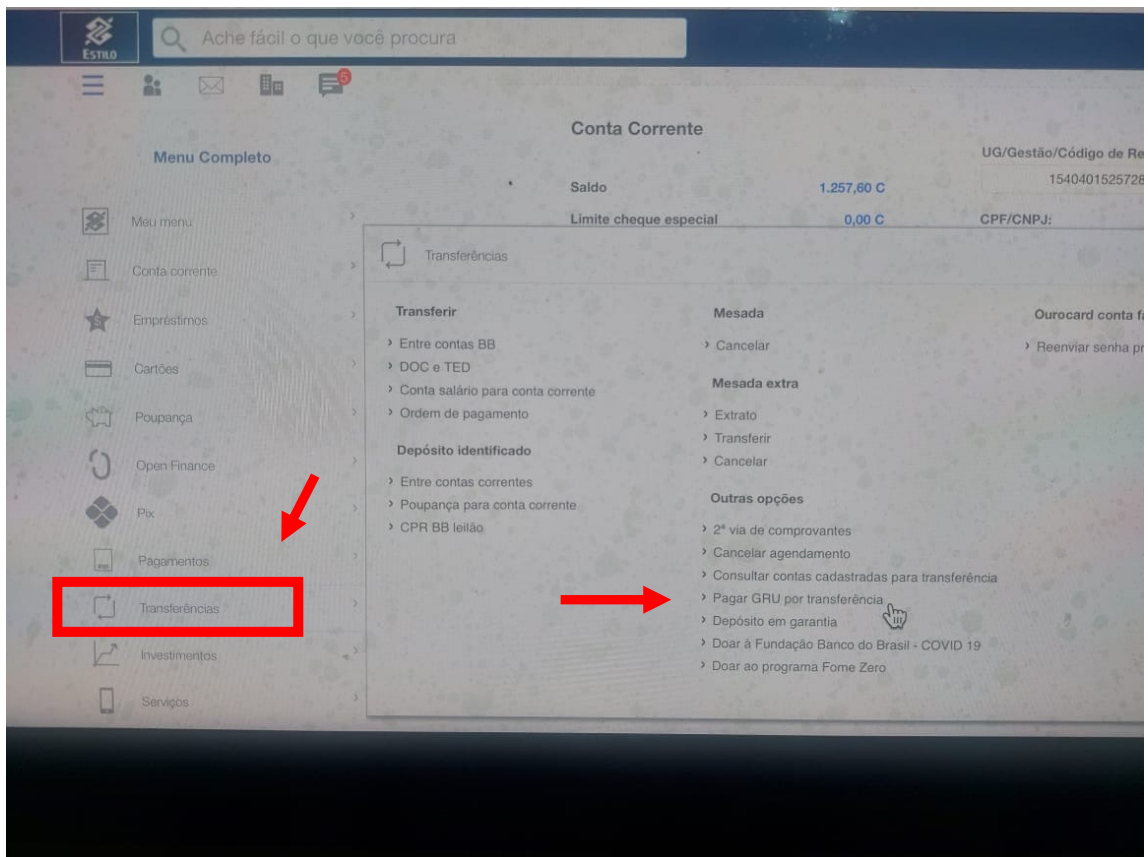 ESTILO
Ache fácil o que você procura
5
Menu Completo
Meu menu
Conta corrente
Empréstimos
Cartões
Poupança
Open Finance
Pix
Pagamentos
Transferências
Investimentos
Serviços
Conta Corrente
Saldo 1.257,60 C
Limite cheque especial 0,00 C
UG/Gestão/Código de Re
1540401525728
CPF/CNPJ:
Transferências
Transferir
Entre contas BB
DOC e TED
Conta salário para conta corrente
Ordem de pagamento
Depósito identificado
Entre contas correntes
Poupança para conta corrente
CPR BB leilão
Mesada
Cancelar
Mesada extra
Extrato
Transferir
Cancelar
Outras opções
2ª via de comprovantes
Cancelar agendamento
Consultar contas cadastradas para transferência
Pagar GRU por transferência
Depósito em garantia
Doar à Fundação Banco do Brasil - COVID 19
Doar ao programa Fome Zero
Ourocard conta fa
Reenviar senha pr